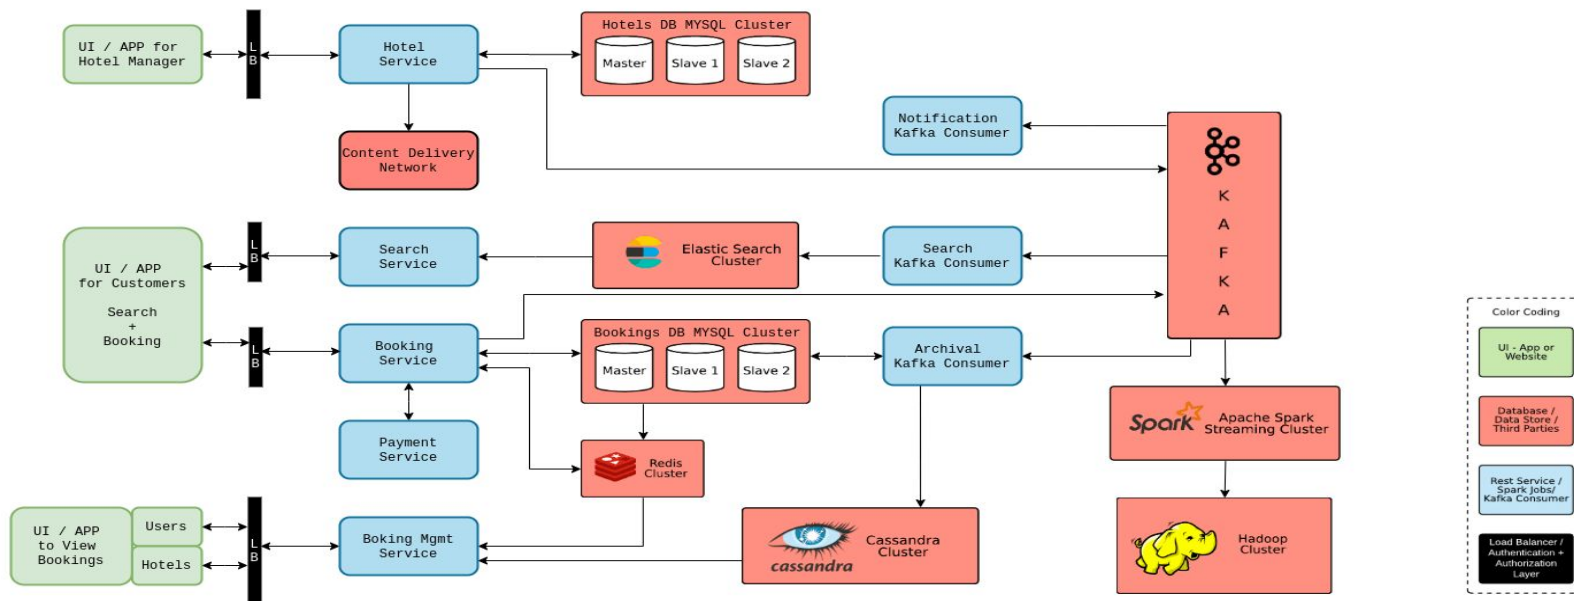 UI / APP for
Hotel Manager
L
B
Hotel
Service
Hotels DB MYSQL Cluster
Master
Slave 1
Slave 2
Content Delivery
Network
Notification
Kafka Consumer
K
A
F
K
A
UI / APP
for Customers
Search
+
Booking
L
B
Search
Service
Elastic Search
Cluster
Search
Kafka Consumer
L
B
Booking
Service
Bookings DB MYSQL Cluster
Master
Slave 1
Slave 2
Archival
Kafka Consumer
Payment
Service
Redis
Cluster
Spark
Apache Spark
Streaming Cluster
UI / APP
to View
Bookings
Users
Hotels
L
B
Boking Mgmt
Service
cassandra
Cassandra
Cluster
Hadoop
Cluster
Color Coding
UI - App or
Website
Database /
Data Store /
Third Parties
Rest Service /
Spark Jobs/
Kafka Consumer
Load Balancer /
Authentication +
Authorization
Layer